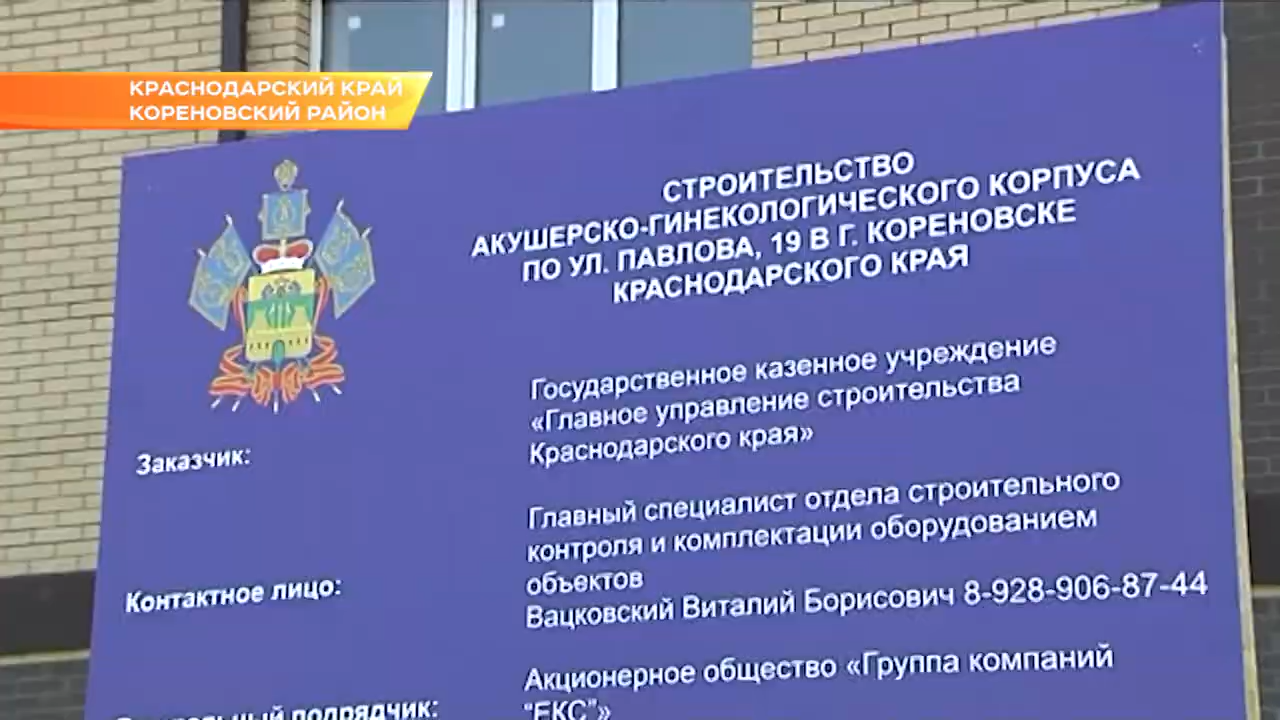 КРАСНОДАРСКИЙ КРАЙ
КОРЕНОВСКИЙ РАЙОН
СТРОИТЕЛЬСТВО
АКУШЕРСКО-ГИНЕКОЛОГИЧЕСКОГО КОРПУСА
ПО УЛ. ПАВЛОВА, 19 В Г. КОРЕНОВСКЕ
КРАСНОДАРСКОГО КРАЯ
Заказчик:
Государственное казенное учреждение
«Главное управление строительства
Краснодарского края»
Контактное лицо:
Главный специалист отдела строительного
контроля и комплектации оборудованием
объектов
Вацковский Виталий Борисович 8-928-906-87-44
подрядчик:
Акционерное общество «Группа компаний
“ЕКС”»